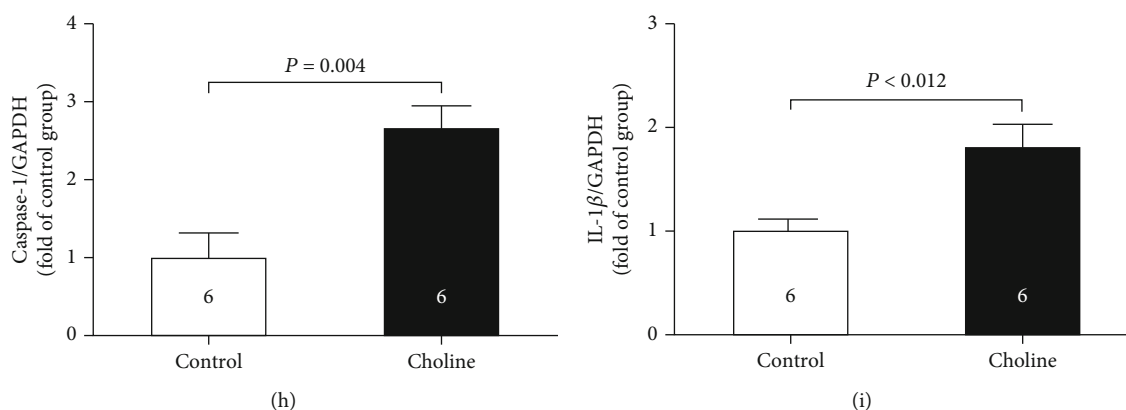 4
3
2
1
0
Caspase-1/GAPDH
(fold of control group)
P = 0.004
6
6
Control
Choline
(h)
3
2
1
0
IL-1β/GAPDH
(fold of control group)
P < 0.012
6
6
Control
Choline
(i)